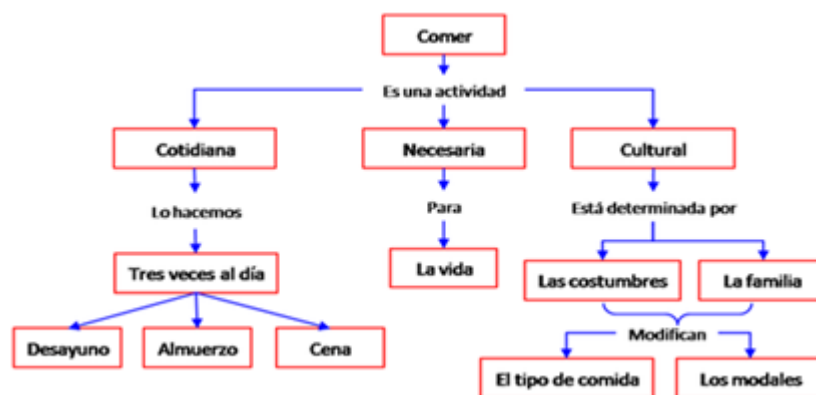 Comer
Es una actividad
Cotidiana
Necesaria
Cultural
Lo hacemos
Para
Está determinada por
Tres veces al día
La vida
Las costumbres
La familia
Desayuno
Almuerzo
Cena
Modifican
El tipo de comida
Los modales